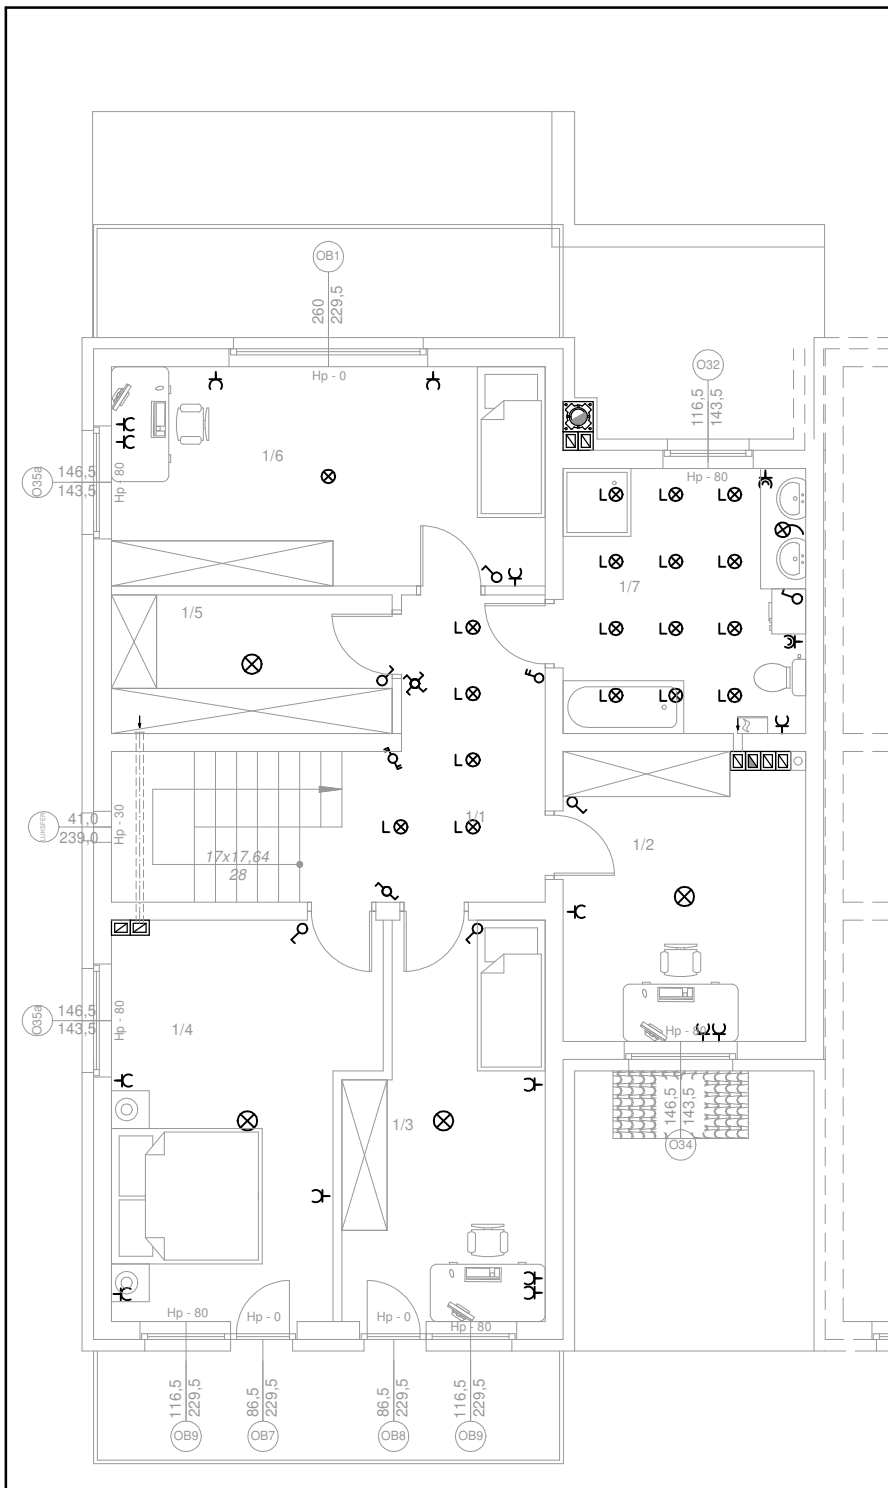 OB1
260
229,5
Hp - 0
O32
116,5
143,5
Hp - 80
1/6
O35a
146,5
143,5
Hp - 80
L
L
L
L
L
L
1/7
1/5
L
L
L
L
L
L
L
L
L
L
L
1/1
LUKSFER
41,0
239,0
Hp - 30
17x17,64
28
1/2
O35a
146,5
143,5
Hp - 80
1/4
Hp - 80
146,5
143,5
O34
1/3
Hp - 80
Hp - 0
Hp - 0
Hp - 80
116,5
229,5
86,5
229,5
86,5
229,5
116,5
229,5
OB9
OB7
OB8
OB9